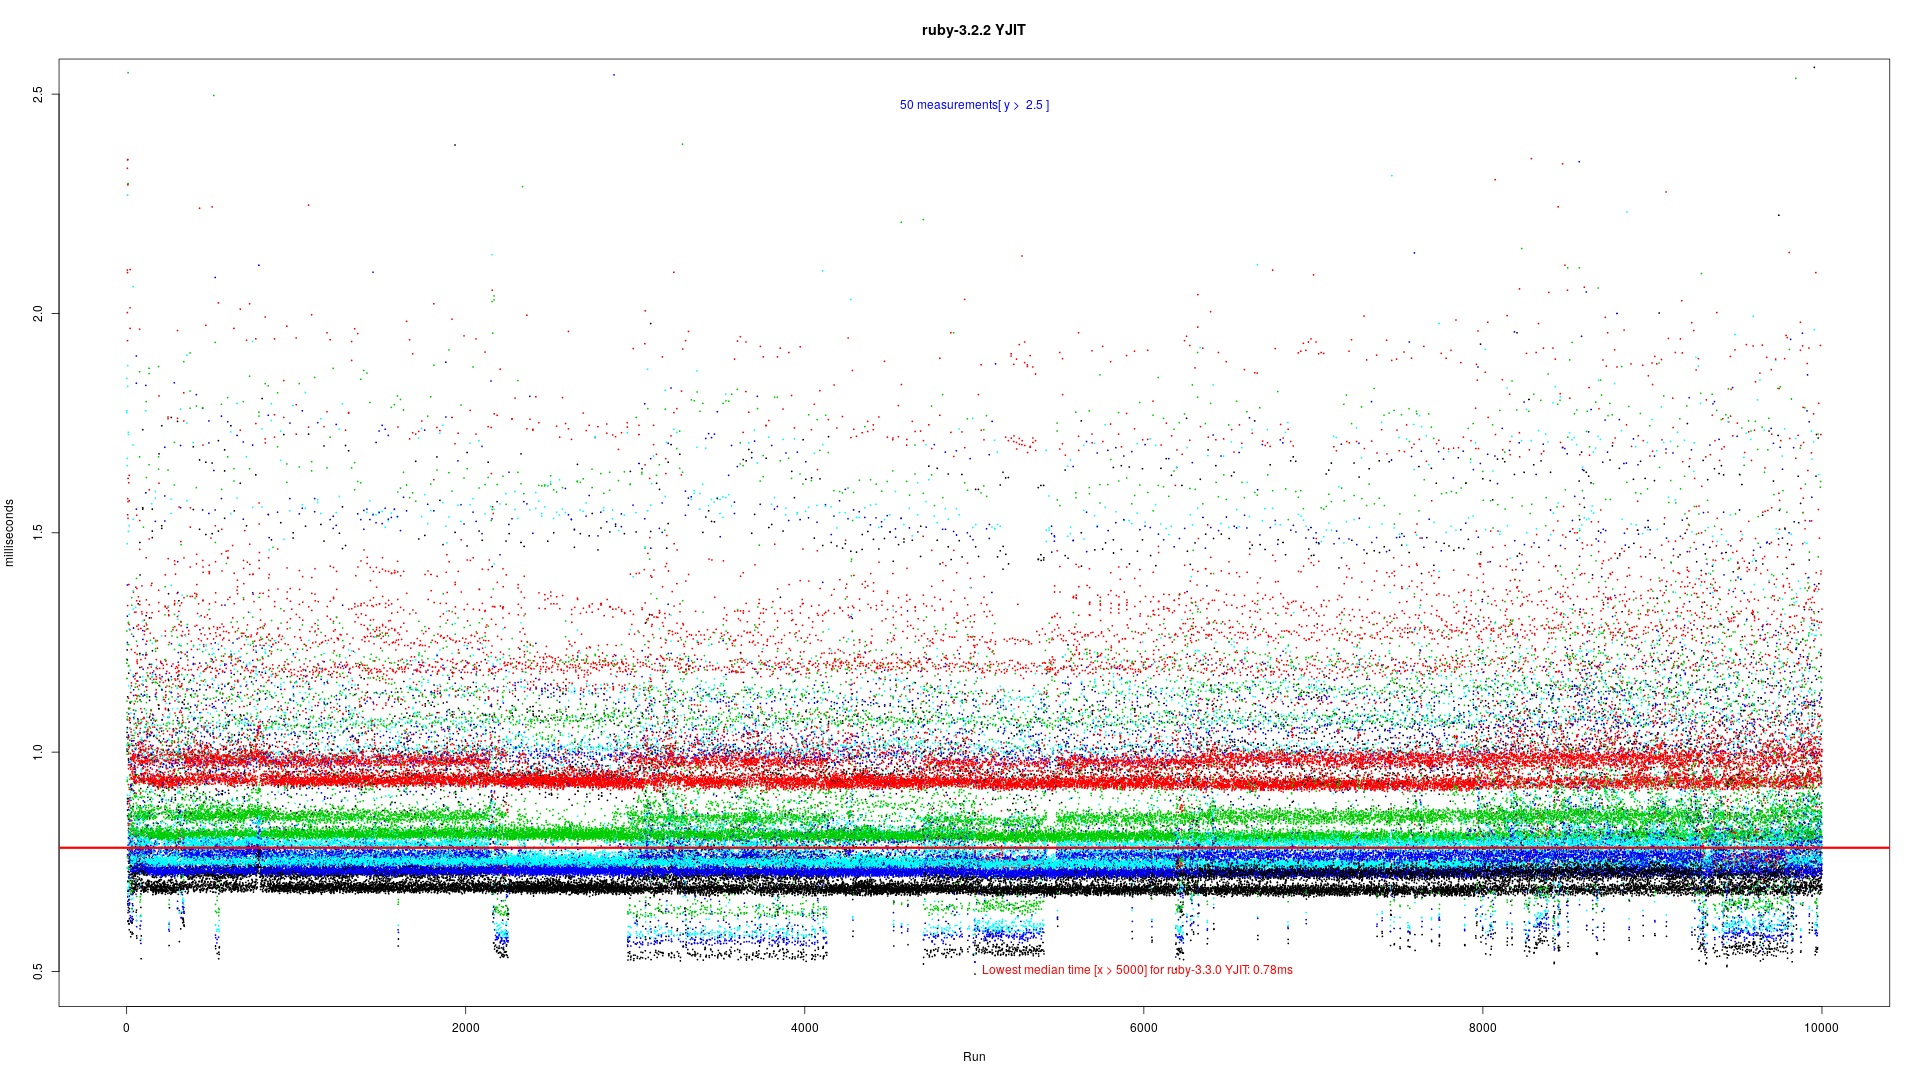 ruby-3.2.2 YJIT
50 measurements[ y >  2.5 ]
2.5
2.0
1.5
1.0
0.5
milliseconds
Lowest median time [x > 5000] for ruby-3.3.0 YJIT: 0.78ms
0 2000 4000 6000 8000 10000
Run